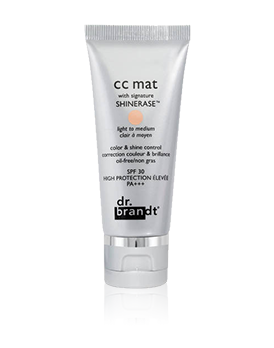 cc mat
with signature
SHINERASE™
light to medium
clair à moyen
color & shine control
correction couleur & brillance
oil-free/non gras
SPF 30
HIGH PROTECTION ÉLEVÉE
PA+++
dr.
brandt®